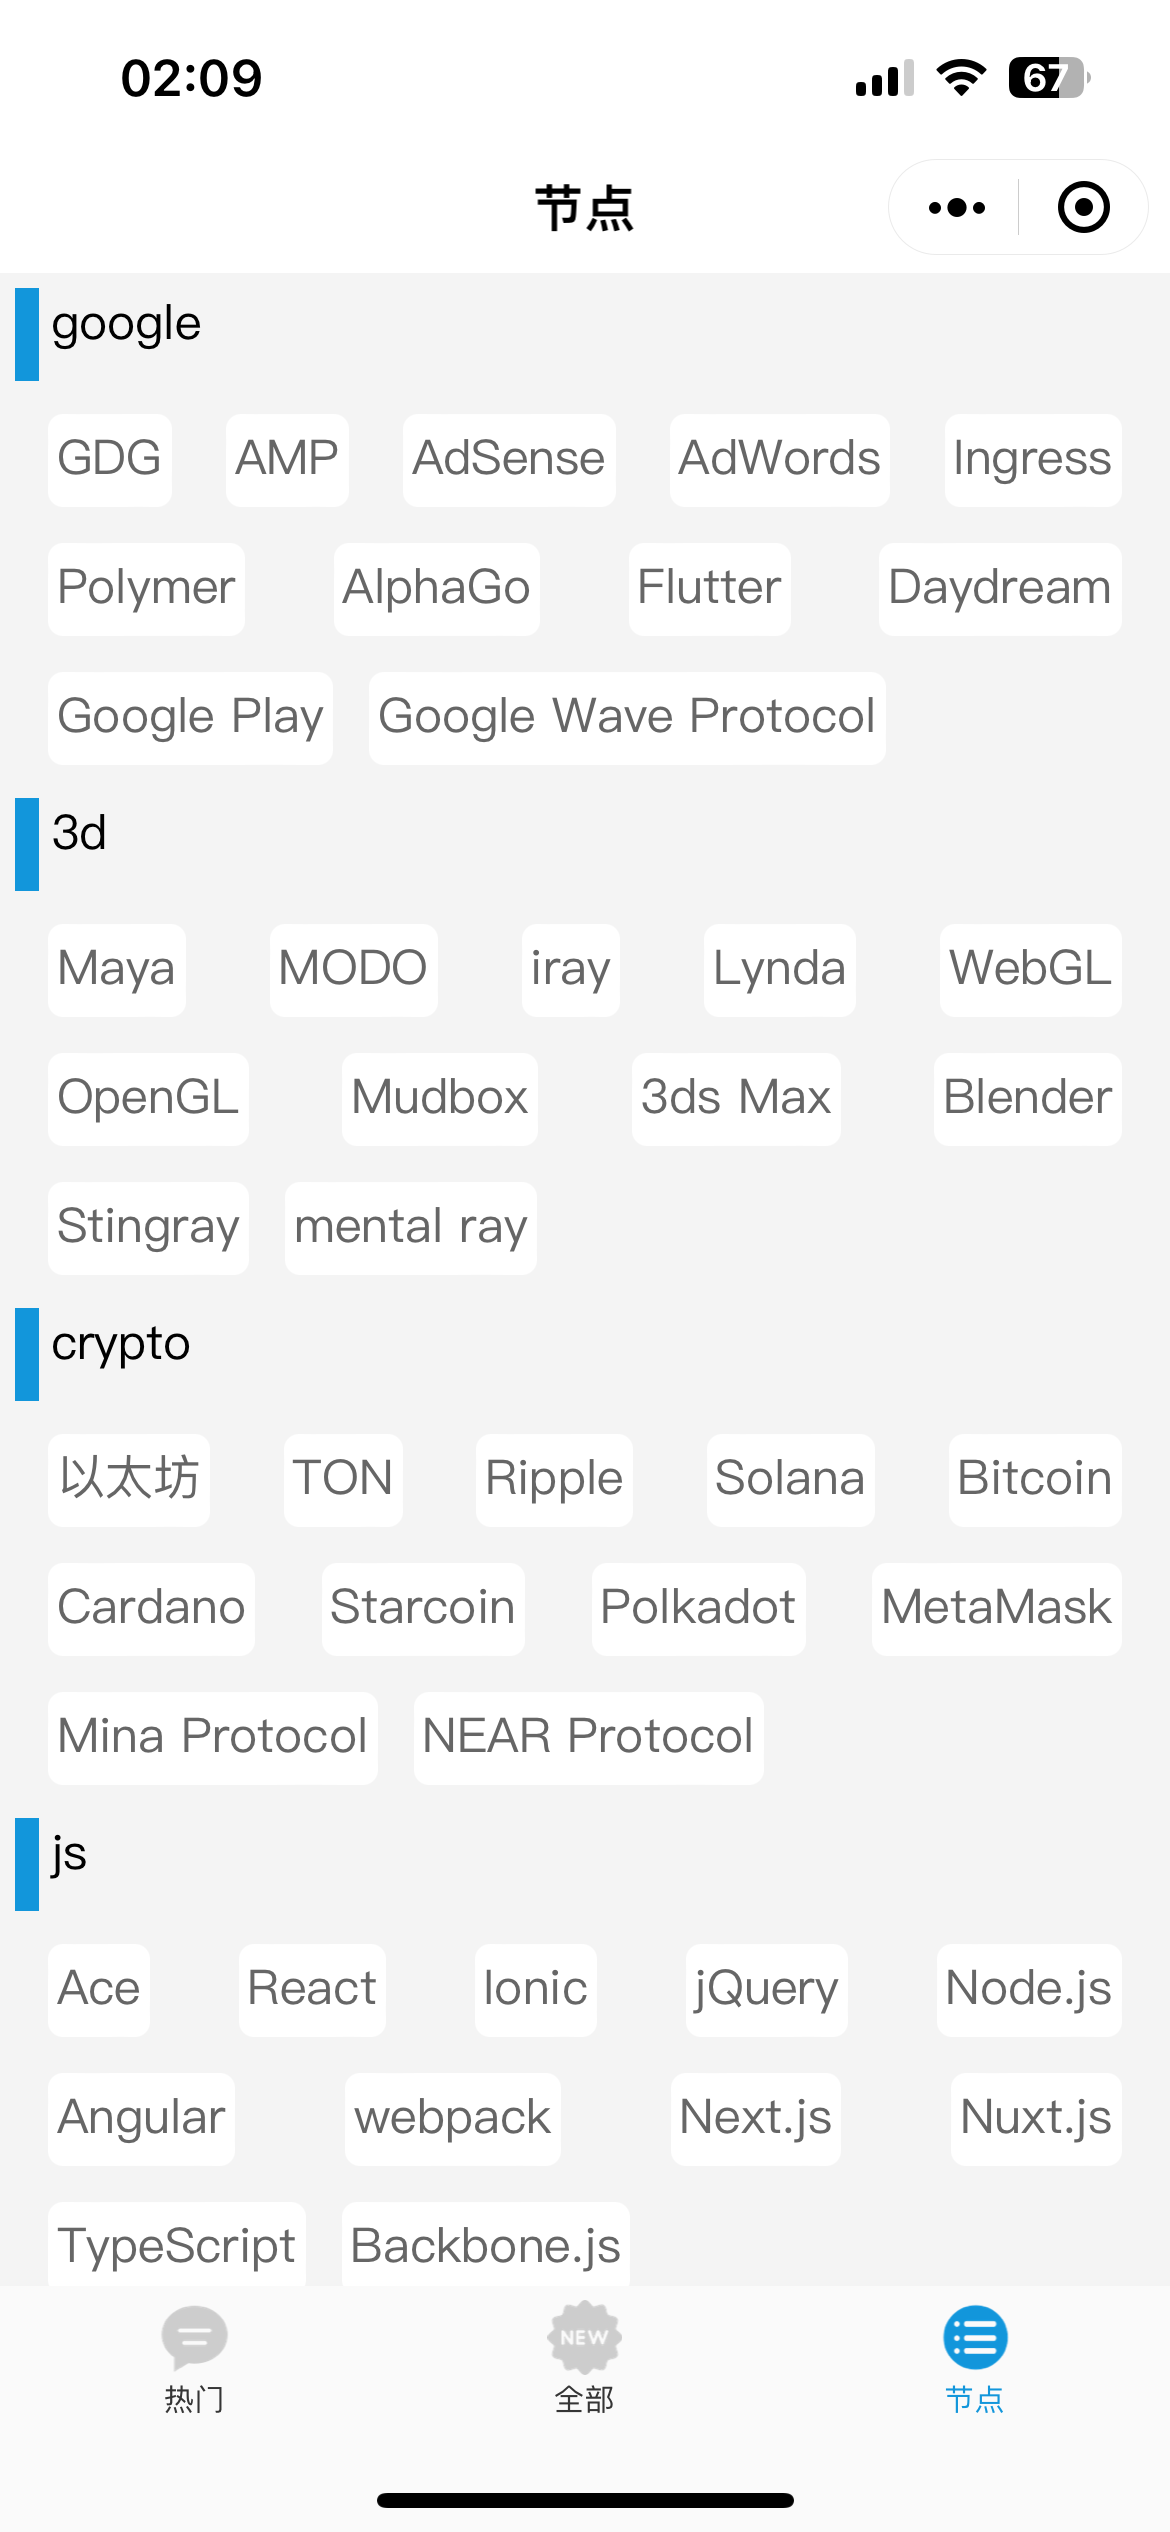 02:09
67
节点
google
GDG AMP AdSense AdWords Ingress
Polymer AlphaGo Flutter Daydream
Google Play Google Wave Protocol
3d
Maya MODO iray Lynda WebGL
OpenGL Mudbox 3ds Max Blender
Stingray mental ray
crypto
以太坊 TON Ripple Solana Bitcoin
Cardano Starcoin Polkadot MetaMask
Mina Protocol NEAR Protocol
js
Ace React Ionic jQuery Node.js
Angular webpack Next.js Nuxt.js
TypeScript Backbone.js
NEW
热门 全部 节点